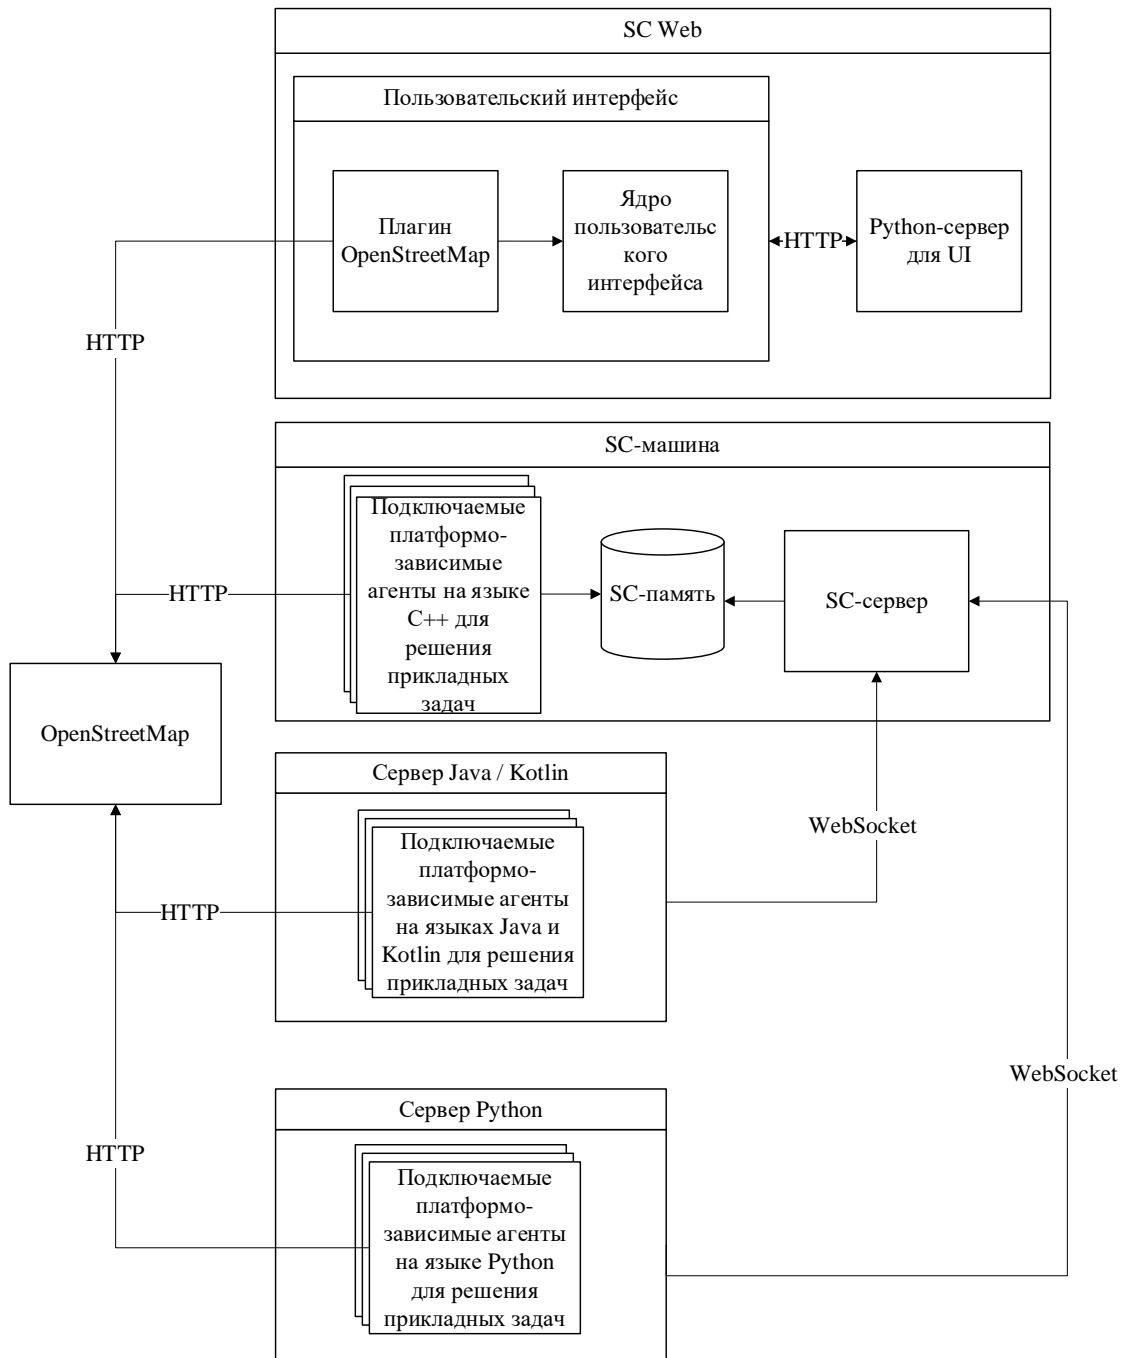 SC Web
Пользовательский интерфейс
Плагин
OpenStreetMap
Ядро
пользовательс
кого
интерфейса
HTTP
Python-сервер
для UI
HTTP
SC-машина
Подключаемые
платформо-
зависимые
агенты на языке
C++ для
решения
прикладных
задач
SC-память
SC-сервер
HTTP
OpenStreetMap
Сервер Java / Kotlin
Подключаемые
платформо-
зависимые агенты
на языках Java и
Kotlin для решения
прикладных задач
HTTP
WebSocket
WebSocket
Сервер Python
Подключаемые
платформо-
зависимые агенты
на языке Python
для решения
прикладных задач
HTTP